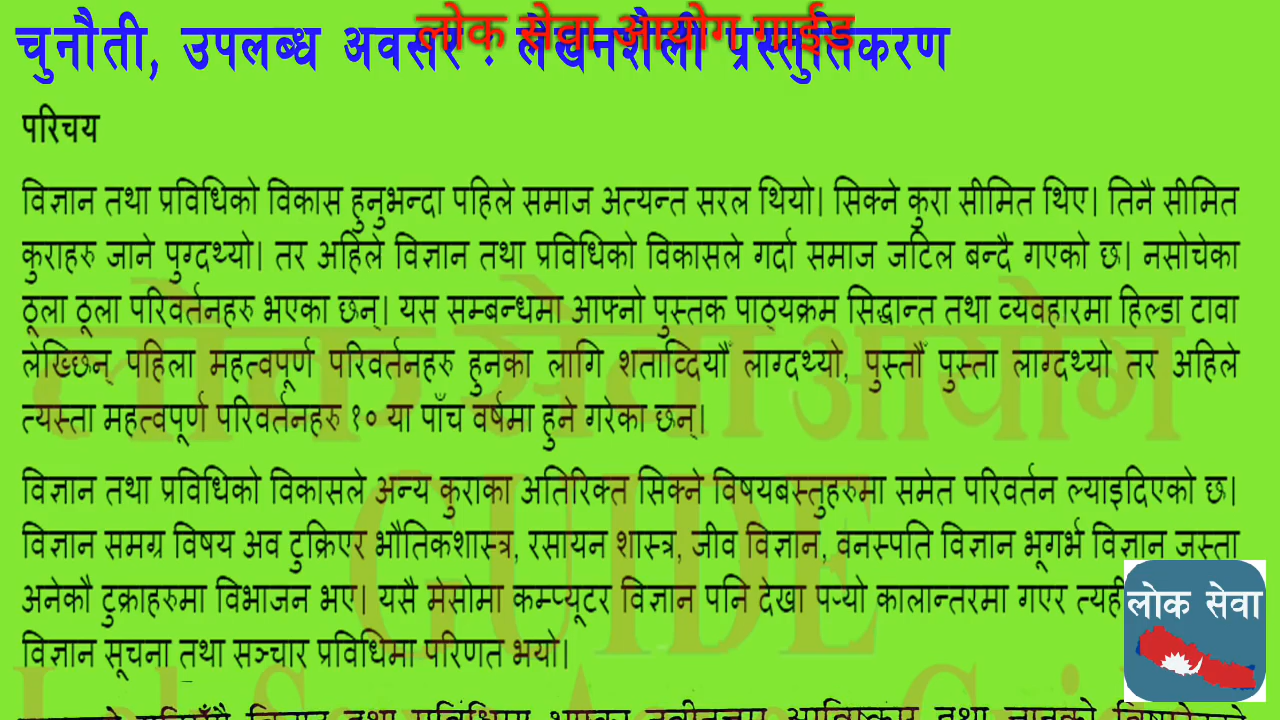 लोक सेवा आयोग गाईड
चुनौती, उपलब्ध अवसर : लेखनशैली प्रस्तुतिकरण
परिचय
विज्ञान तथा प्रविधिको विकास हुनुभन्दा पहिले समाज अत्यन्त सरल थियो। सिक्ने कुरा सीमित थिए। तिनै सीमित
कुराहरु जाने पुग्दथ्यो। तर अहिले विज्ञान तथा प्रविधिको विकासले गर्दा समाज जटिल बन्दै गएको छ। नसोचेका
ठूला ठूला परिवर्तनहरु भएका छन्। यस सम्बन्धमा आफ्नो पुस्तक पाठ्यक्रम सिद्धान्त तथा व्यवहारमा हिल्डा टावा
लेख्छिन् पहिला महत्वपूर्ण परिवर्तनहरु हुनका लागि शताव्दियौं लाग्दथ्यो, पुस्तौं पुस्ता लाग्दथ्यो तर अहिले
त्यस्ता महत्वपूर्ण परिवर्तनहरु १० या पाँच वर्षमा हुने गरेका छन्।
विज्ञान तथा प्रविधिको विकासले अन्य कुराका अतिरिक्त सिक्ने विषयबस्तुहरुमा समेत परिवर्तन ल्याइदिएको छ।
विज्ञान समग्र विषय अव टुक्रिएर भौतिकशास्त्र, रसायन शास्त्र, जीव विज्ञान, वनस्पति विज्ञान भूगर्भ विज्ञान जस्ता
अनेकौ टुक्राहरुमा विभाजन भए। यसै मेसोमा कम्प्यूटर विज्ञान पनि देखा पऱ्यो कालान्तरमा गएर त्यही
विज्ञान सूचना तथा सञ्चार प्रविधिमा परिणत भयो।
लोक सेवा आयोग
GUIDE
लोक सेवा